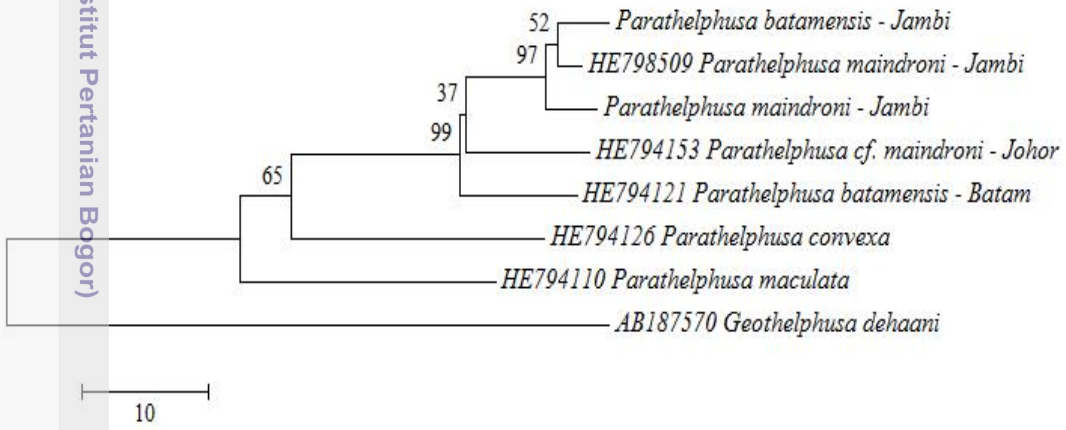 stitut Pertanian Bogor)
52
Parathelphusa batamensis - Jambi
97
HE798509 Parathelphusa maindroni - Jambi
37
Parathelphusa maindroni - Jambi
99
HE794153 Parathelphusa cf. maindroni - Johor
65
HE794121 Parathelphusa batamensis - Batam
HE794126 Parathelphusa convexa
HE794110 Parathelphusa maculata
AB187570 Geothelphusa dehaani
10